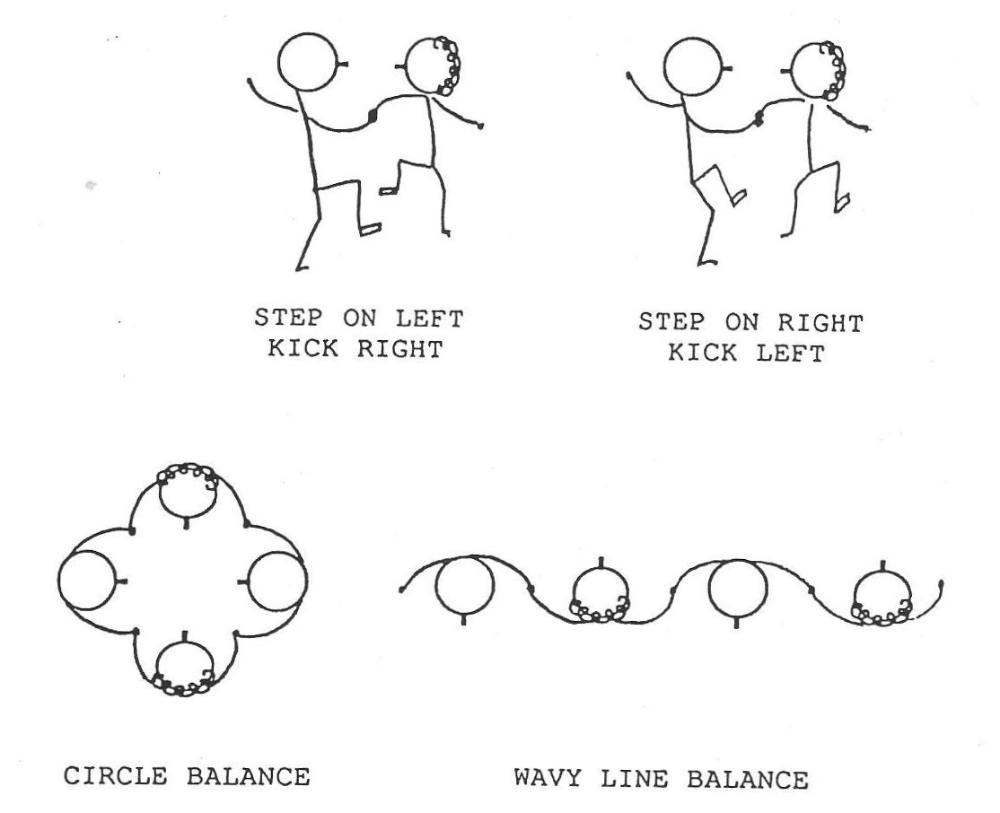 STEP ON LEFT
KICK RIGHT
STEP ON RIGHT
KICK LEFT
CIRCLE BALANCE
WAVY LINE BALANCE